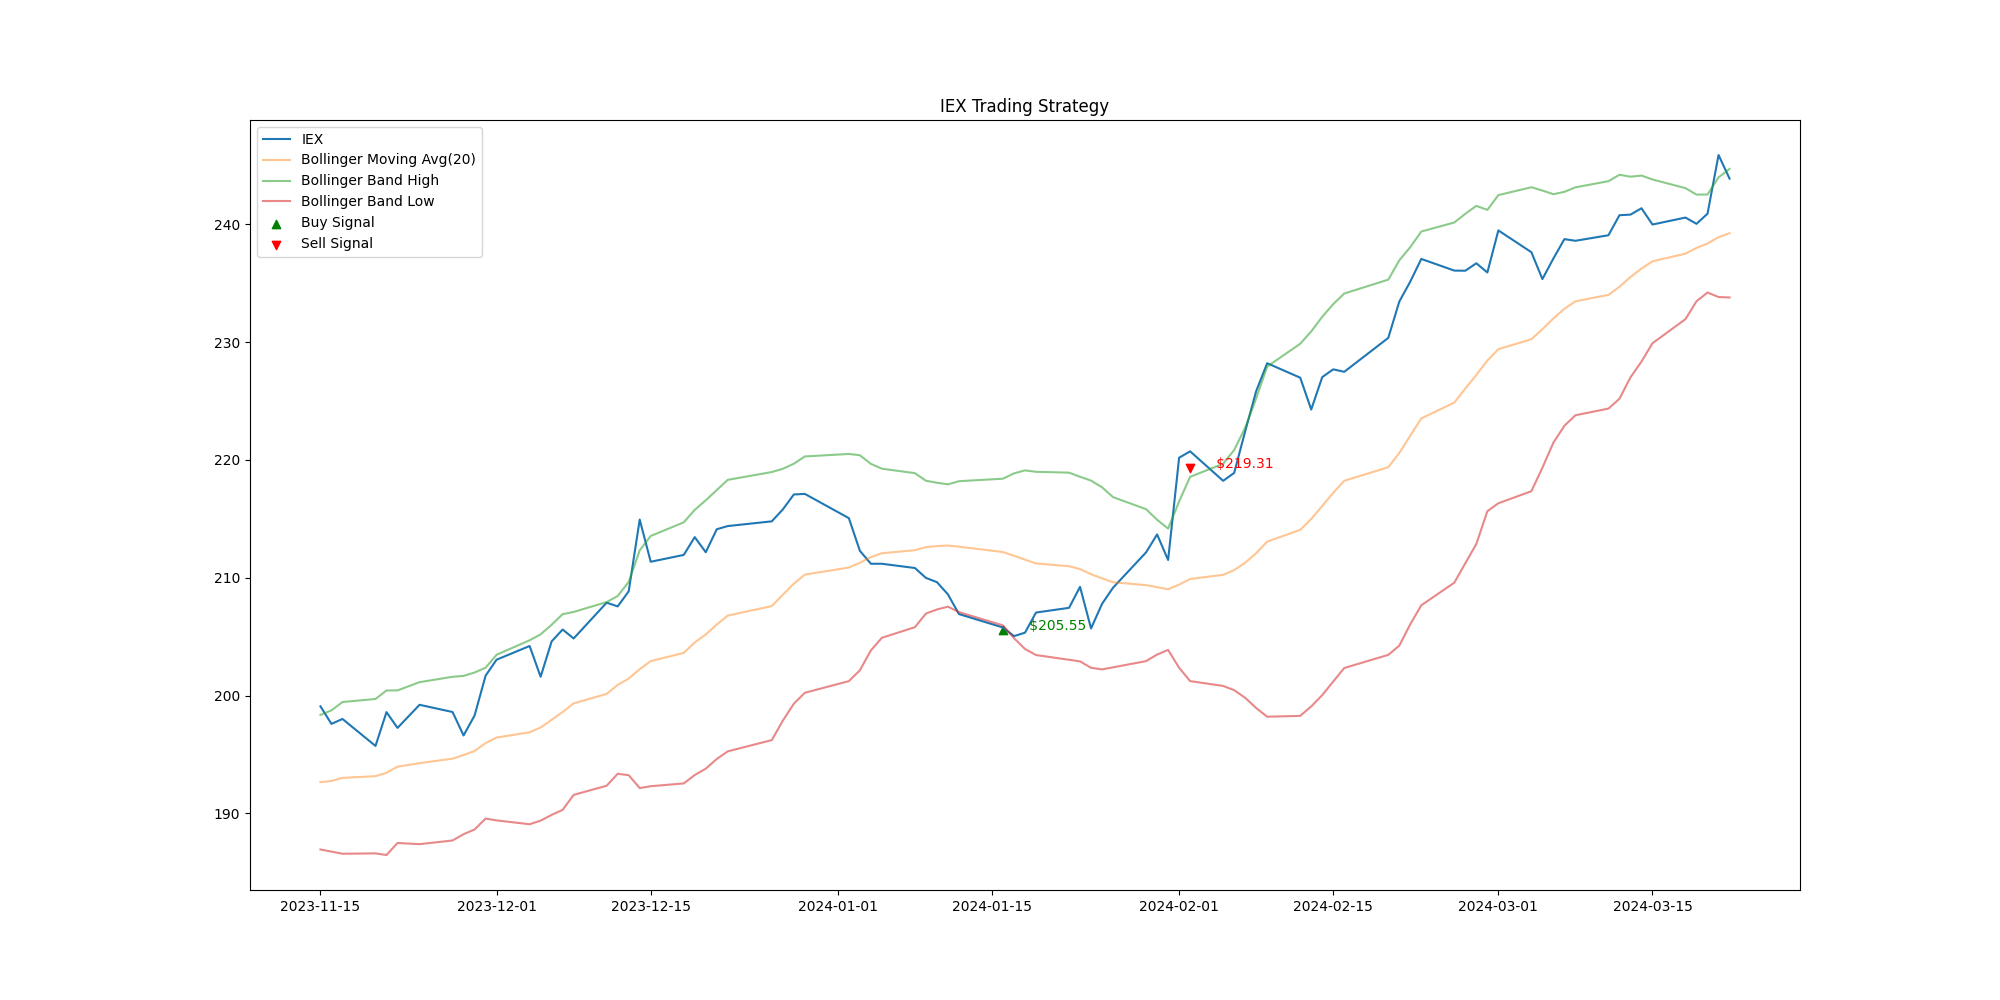 IEX Trading Strategy
IEX
Bollinger Moving Avg(20)
Bollinger Band High
Bollinger Band Low
Buy Signal
Sell Signal
240
230
220
210
200
190
$219.31
$205.55
2023-11-15
2023-12-01
2023-12-15
2024-01-01
2024-01-15
2024-02-01
2024-02-15
2024-03-01
2024-03-15